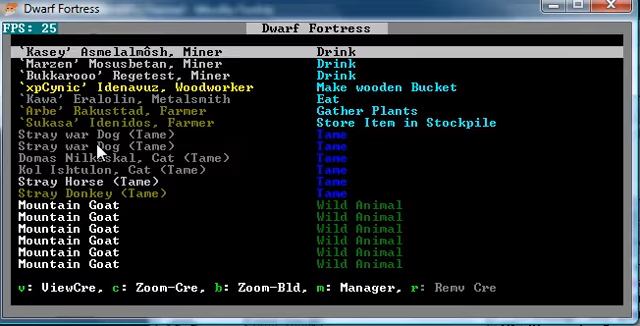 Dwarf Fortress
FPS: 25
Dwarf Fortress
`Kasey' Asmelalmôsh, Miner Drink
`Marzen' Mosusbetan, Miner Drink
`Bukkarooo' Regetest, Miner Drink
`xpCynic' Idenavuz, Woodworker Make wooden Bucket
`Kawa' Eralolin, Metalsmith Eat
`Arbe' Rakusttad, Farmer Gather Plants
`Sukasa' Idenidos, Farmer Store Item in Stockpile
Stray war Dog (Tame) Tame
Stray war Dog (Tame) Tame
Domas Nilkeskal, Cat (Tame) Tame
Kol Ishtulon, Cat (Tame) Tame
Stray Horse (Tame) Tame
Stray Donkey (Tame) Tame
Mountain Goat Wild Animal
Mountain Goat Wild Animal
Mountain Goat Wild Animal
Mountain Goat Wild Animal
Mountain Goat Wild Animal
Mountain Goat Wild Animal
v: ViewCre, c: Zoom-Cre, b: Zoom-Bld, m: Manager, r: Remv Cre